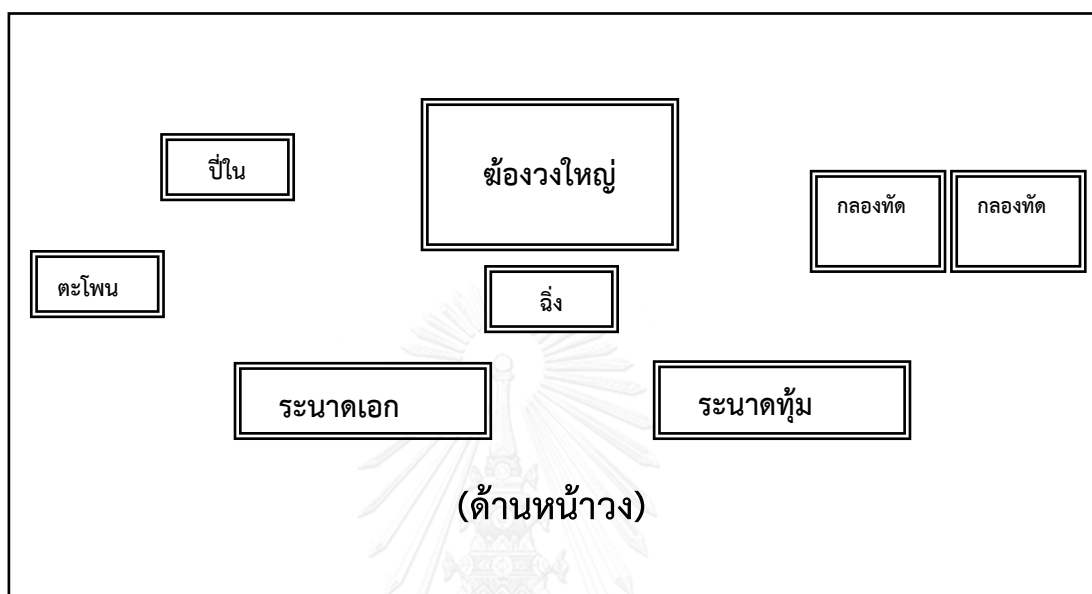 ปี่ใน
ฆ้องวงใหญ่
กลองทัด
กลองทัด
ตะโพน
ฉิ่ง
ระนาดเอก
ระนาดทุ้ม
(ด้านหน้าวง)